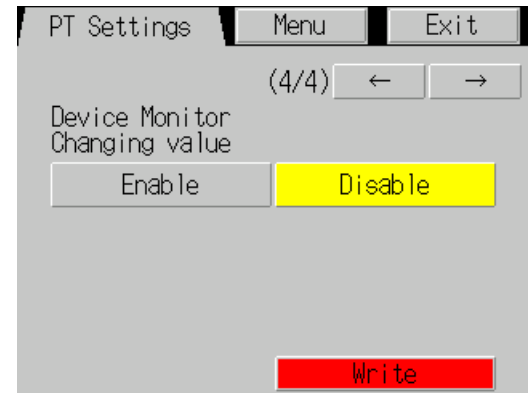 PT Settings Menu Exit
(4/4) ← →
Device Monitor
Changing value
Enable Disable
Write